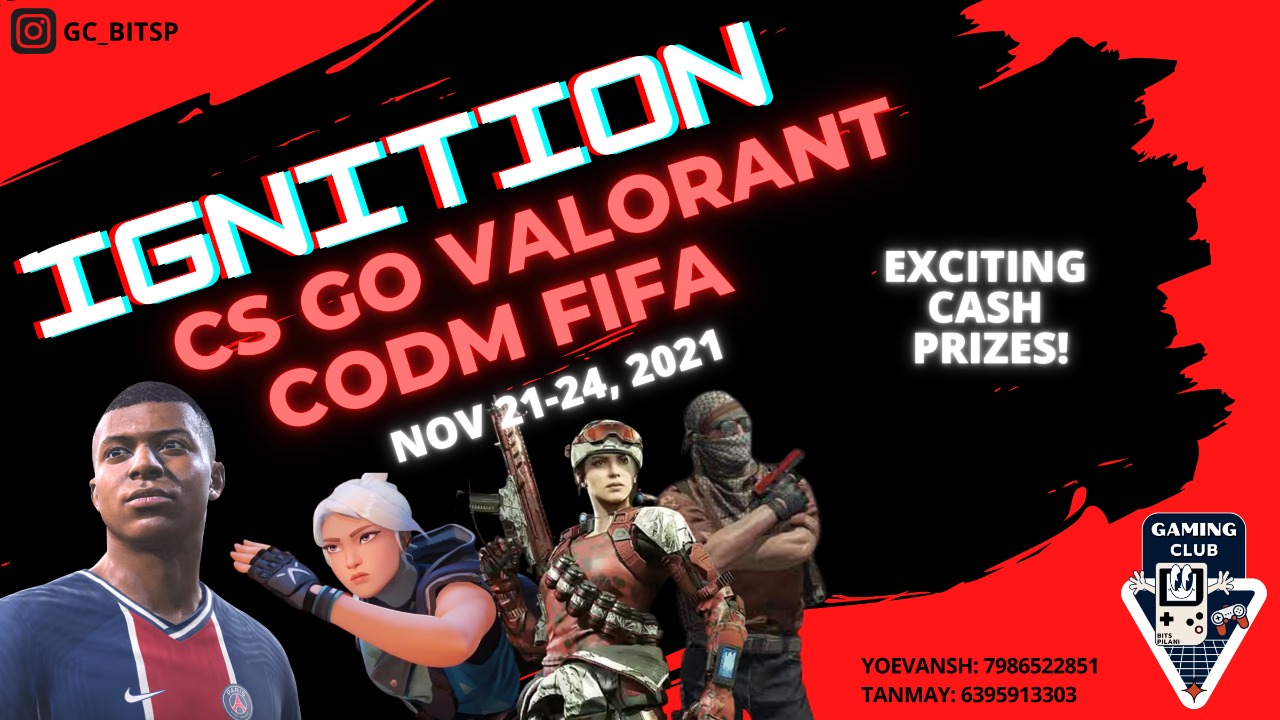 GC_BITSP
IGNITION
CS GO VALORANT
CODM FIFA
NOV 21-24, 2021
EXCITING
CASH
PRIZES!
GAMING
CLUB
BITS
PILANI
PARIS
YOEVANSH: 7986522851
TANMAY: 6395913303